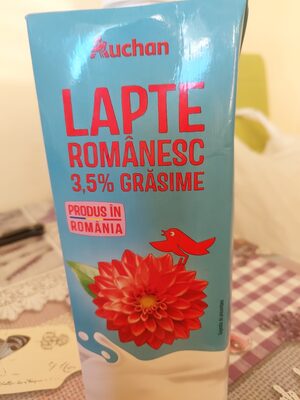 Auchan
LAPTE
ROMÂNESC
3,5% GRĂSIME
PRODUS ÎN
ROMÂNIA